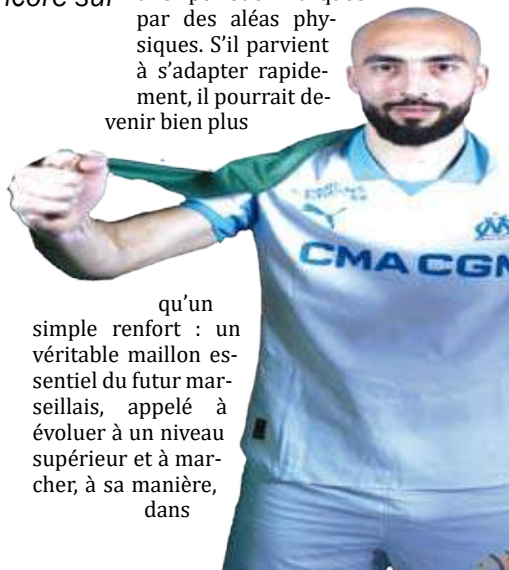 par des aléas phy-
siques. S'il parvient
à s'adapter rapide-
ment, il pourrait de-
venir bien plus
CMA CGM
qu'un
simple renfort : un
véritable maillon es-
sentiel du futur mar-
seillais, appelé à
évoluer à un niveau
supérieur et à mar-
cher, à sa manière,
dans